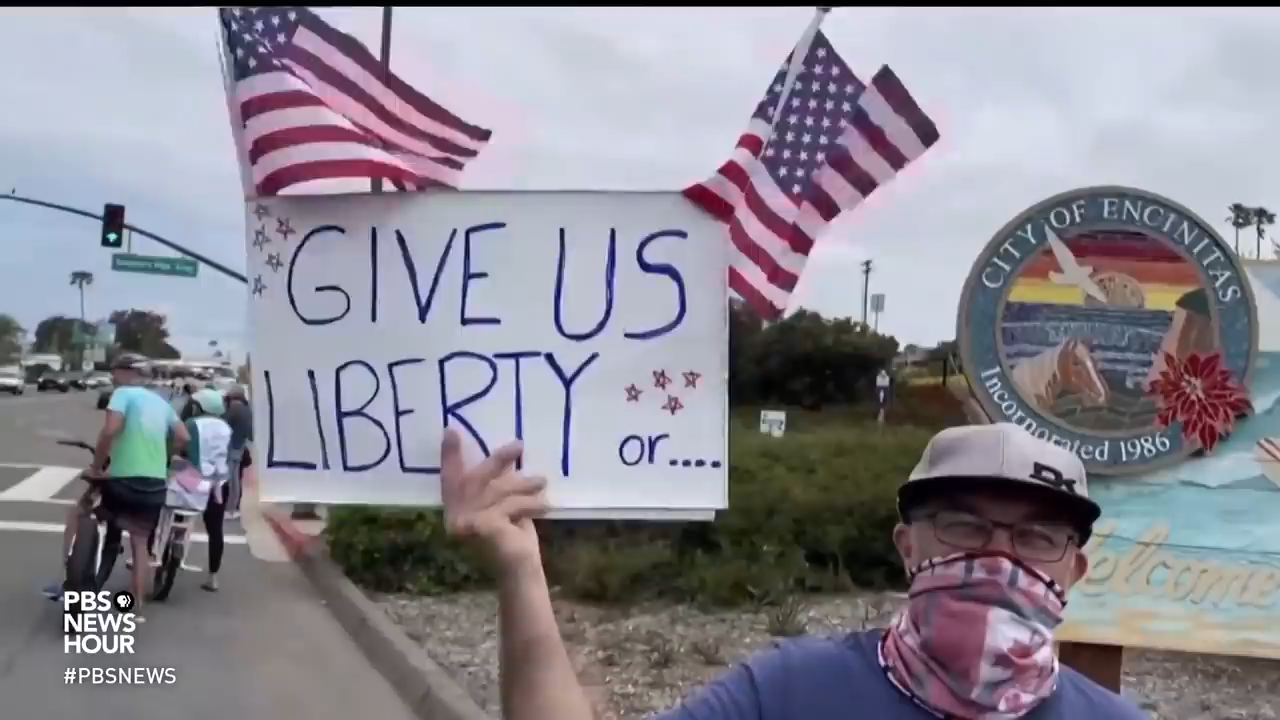 GIVE US
LIBERTY or....
CITY OF ENCINITAS
Incorporated 1986
Welcome
PBS
NEWS
HOUR
#PBSNEWS